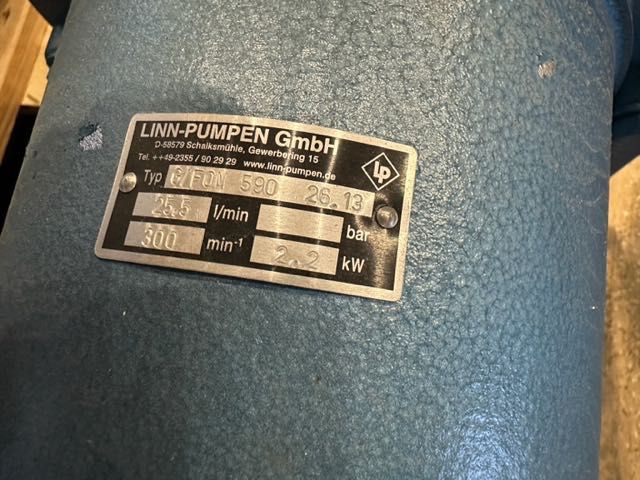 LINN-PUMPEN GmbH
D-58579 Schalksmühle, Gewerbering 15
Tel. ++49-2355 / 90 29 29 www.linn-pumpen.de
LP
Typ G/FON 590 26.13
25.5 l/min bar
300 min-1 2.2 kW